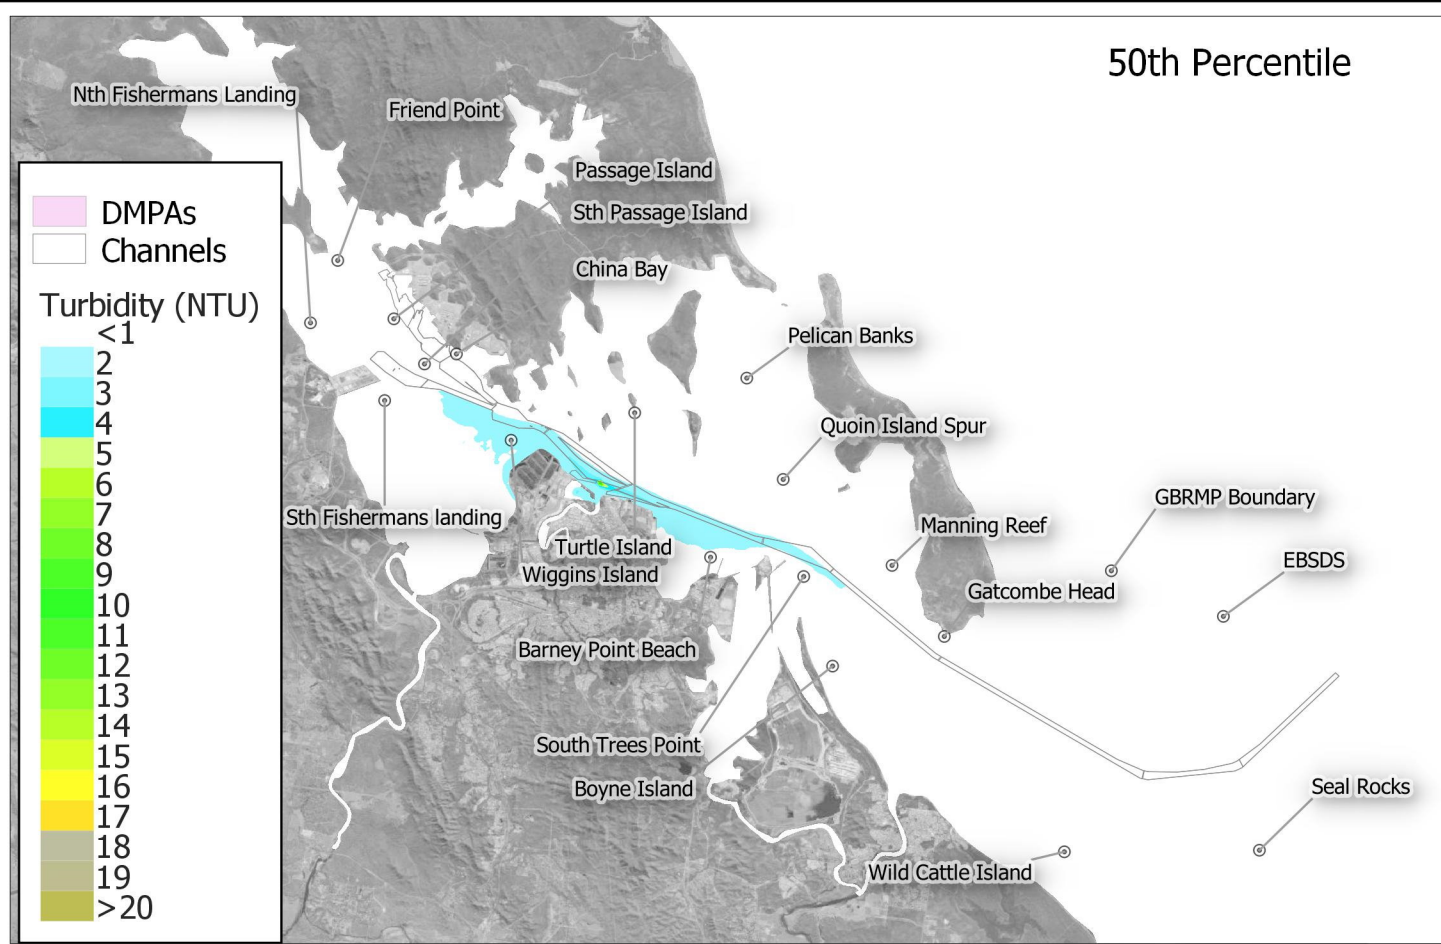 50th Percentile
Nth Fishermans Landing
Friend Point
Passage Island
Sth Passage Island
China Bay
Pelican Banks
Quoin Island Spur
GBRMP Boundary
Manning Reef
EBSDS
Gatcombe Head
Sth Fishermans landing
Turtle Island
Wiggins Island
Barney Point Beach
South Trees Point
Boyne Island
Seal Rocks
Wild Cattle Island
DMPAs
Channels
Turbidity (NTU)
<1
2
3
4
5
6
7
8
9
10
11
12
13
14
15
16
17
18
19
>20